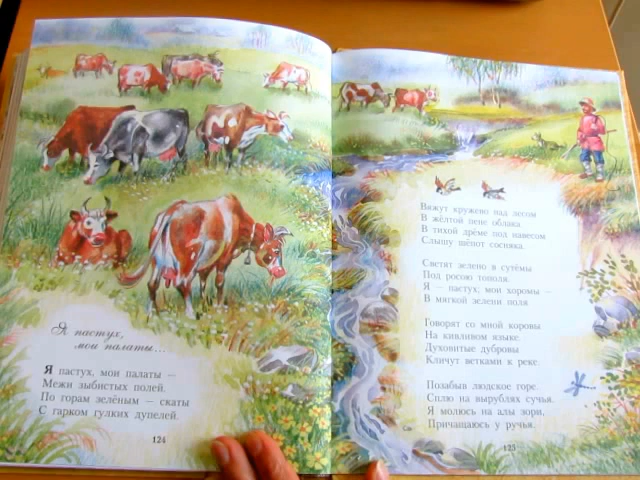 Я пастух,
мои палаты....
Я пастух, мои палаты —
Межи зыбистых полей.
По горам зелёным — скаты
С гарком гулких дупелей.
124
Вяжут кружево над лесом
В жёлтой пене облака.
В тихой дрёме под навесом
Слышу шёпот сосняка.
Светят зелено в сутёмы
Под росою тополя.
Я — пастух; мои хоромы —
В мягкой зелени поля
Говорят со мной коровы
На кивливом языке.
Духовитые дубровы
Кличут ветками к реке.
Позабыв людское горе.
Сплю на вырублях сучья.
Я молюсь на алы зори,
Причащаюсь у ручья.
125